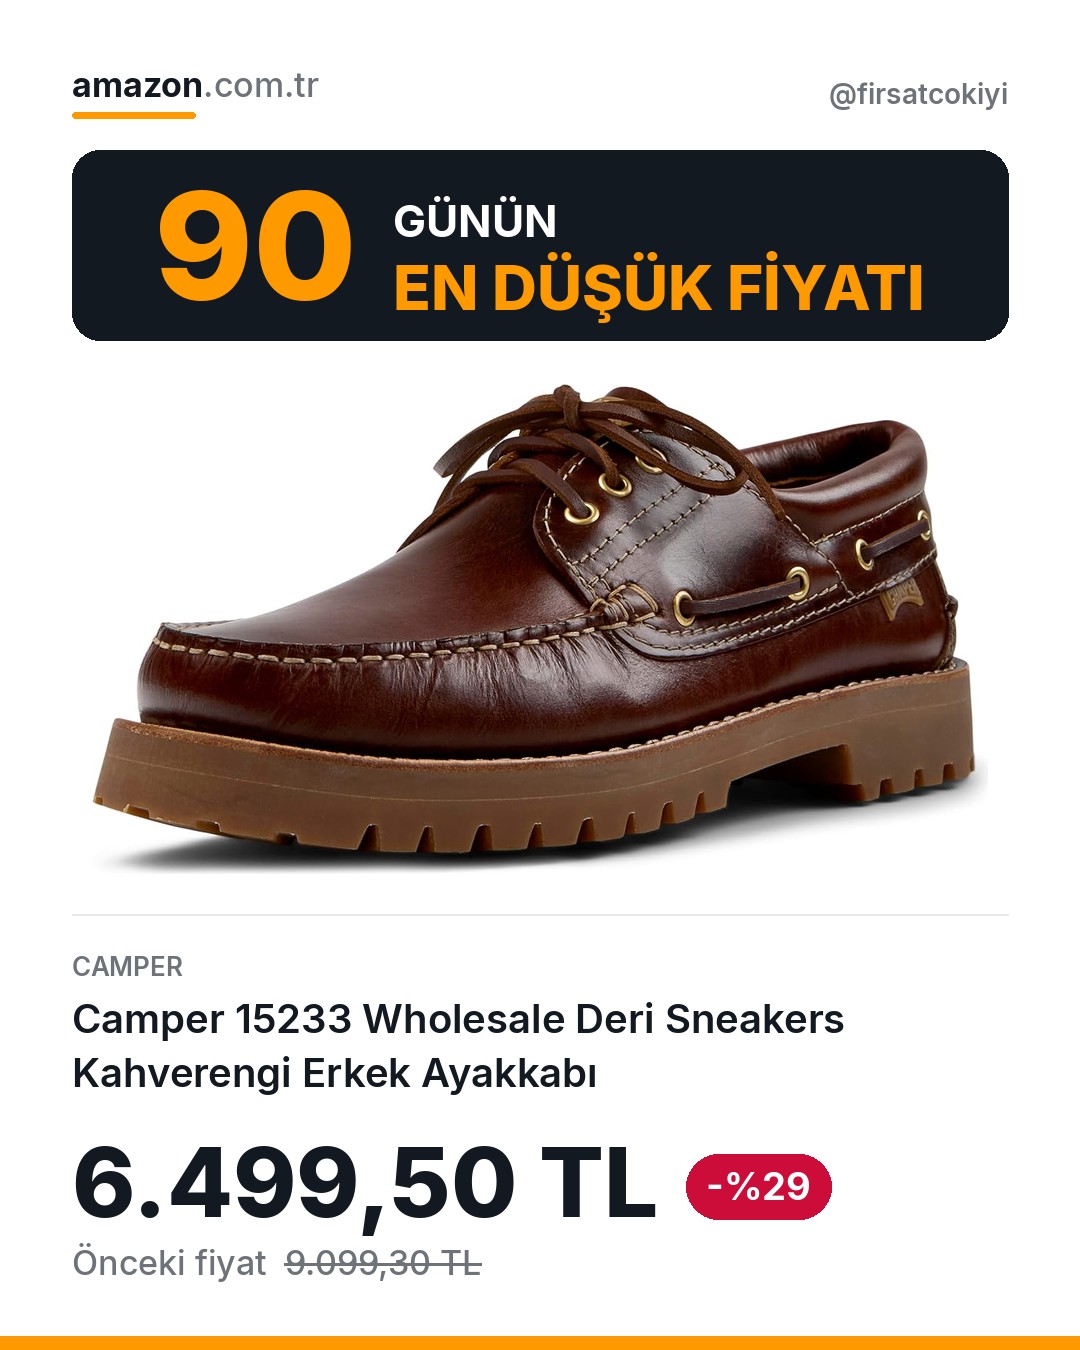 amazon.com.tr
@firsatcokiyi
90
GÜNÜN
EN DÜŞÜK FİYATI
CAMPER
Camper 15233 Wholesale Deri Sneakers
Kahverengi Erkek Ayakkabı
6.499,50 TL
-%29
Önceki fiyat 9.099,30 TL